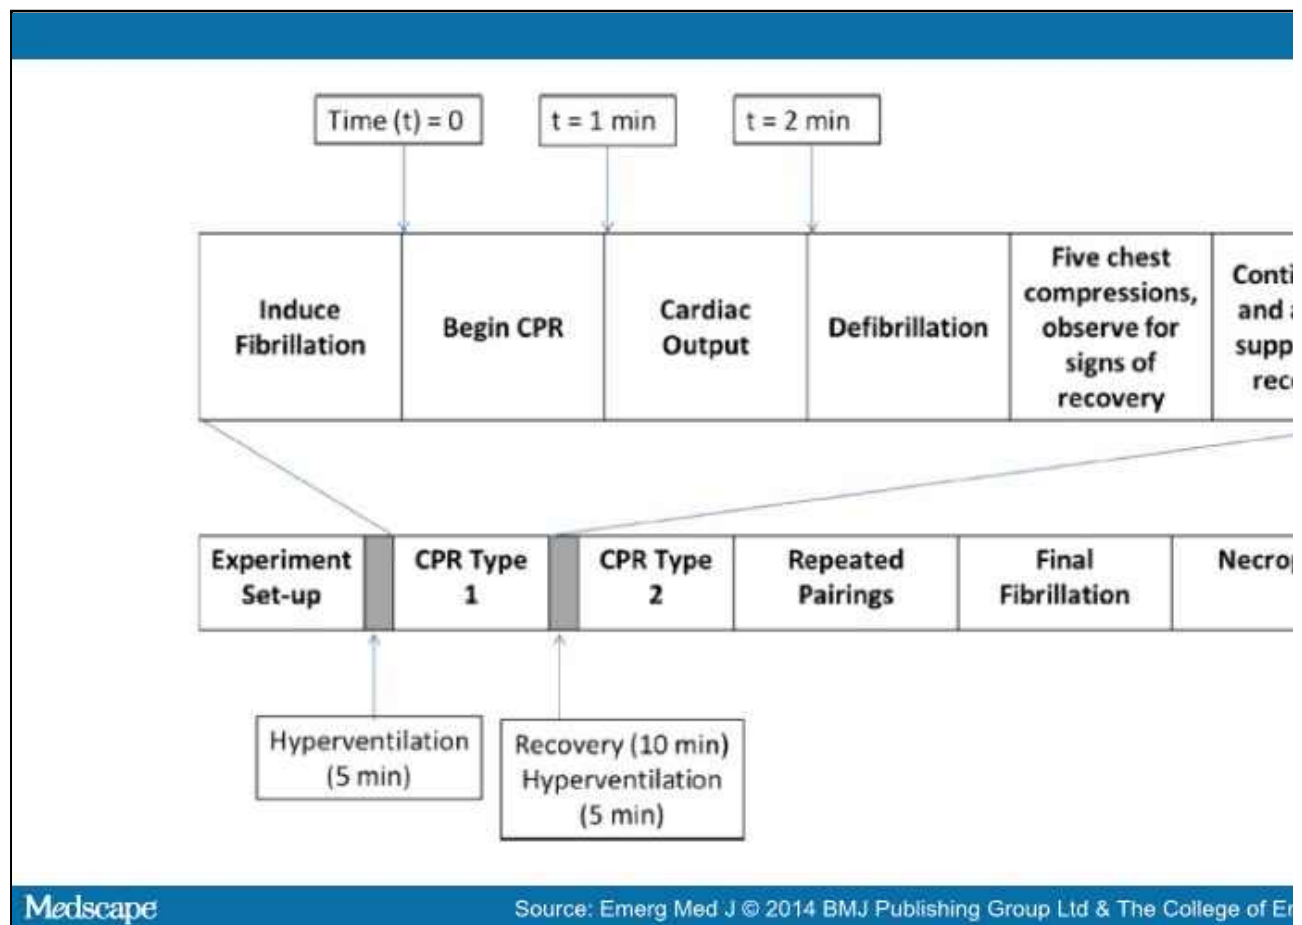 Time (t) = 0
t = 1 min
t = 2 min
Induce
Fibrillation
Begin CPR
Cardiac
Output
Defibrillation
Five chest
compressions,
observe for
signs of
recovery
and
Experiment
Set-up
CPR Type
1
CPR Type
2
Repeated
Pairings
Final
Fibrillation
Hyperventilation
(5 min)
Recovery (10 min)
Hyperventilation
(5 min)
Medscape
Source: Emerg Med J © 2014 BMJ Publishing Group Ltd & The College of